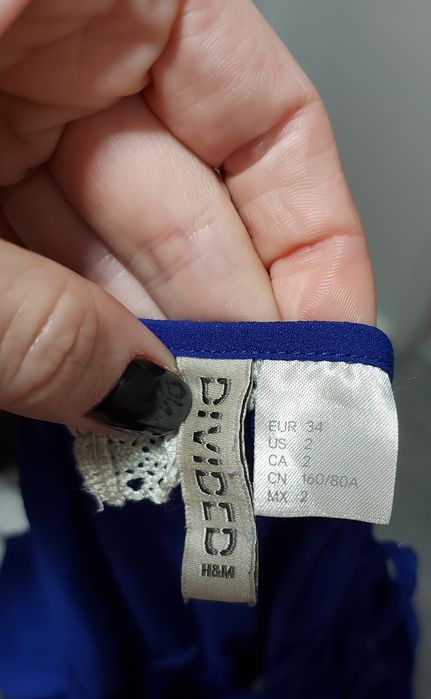 DIVIDED
H&M
EUR 34
US 2
CA 2
CN 160/80A
MX 2